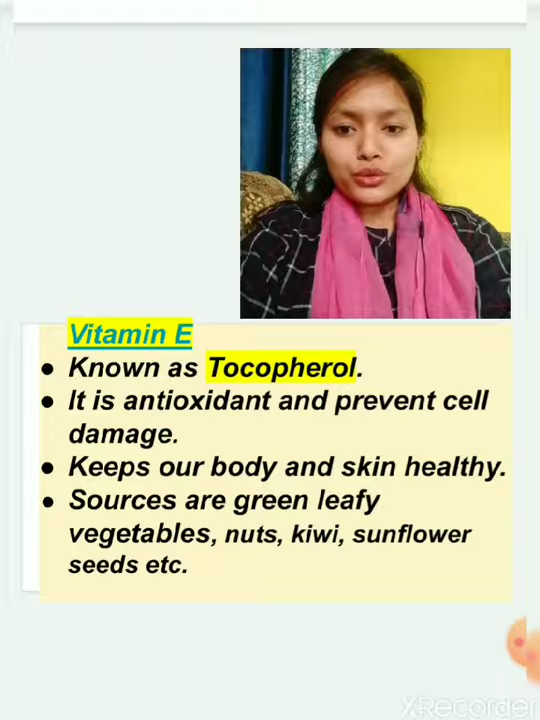 Vitamin E
● Known as Tocopherol.
● It is antioxidant and prevent cell
damage.
● Keeps our body and skin healthy.
● Sources are green leafy
vegetables, nuts, kiwi, sunflower
seeds etc.
XRecorder